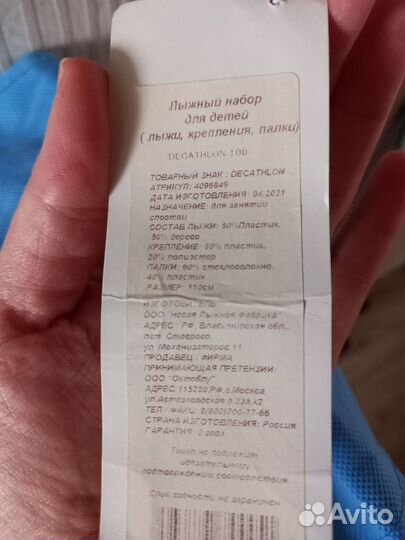 Лыжный набор
для детей
( лыжи, крепления, палки)
DECATHLON 100
ТОВАРНЫЙ ЗНАК : DECATHLON
АТРИКУЛ: 4096849
ДАТА ИЗГОТОВЛЕНИЯ: 04.2021
НАЗНАЧЕНИЕ: для занятий
спортом
СОСТАВ ЛЫЖИ: 50%Пластик,
50% дерево
КРЕПЛЕНИЕ: 80% пластик,
20% полиэстер
ПАЛКИ: 60% стекловолокно,
40% пластик
РАЗМЕР: 110см
ИЗГОТОВИТЕЛЬ:
ООО "Новая Лыжная Фабрика"
АДРЕС : РФ, Владимирская обл.,
пгт. Ставрово,
ул. Механизаторов 11,
ПРОДАВЕЦ / ФИРМА
ПРИНИМАЮЩАЯ ПРЕТЕНЗИИ:
ООО "Октоблу"
АДРЕС:115280,РФ,г.Москва,
ул.Автозаводская д.23а,к2
ТЕЛ / ФАКС: 8(800)700-77-66
СТРАНА ИЗГОТОВЛЕНИЯ: Россия
ГАРАНТИЯ: 2 года
Товар не подлежит
обязательному
подтверждению соответствия.
Срок годности не ограничен
Avito